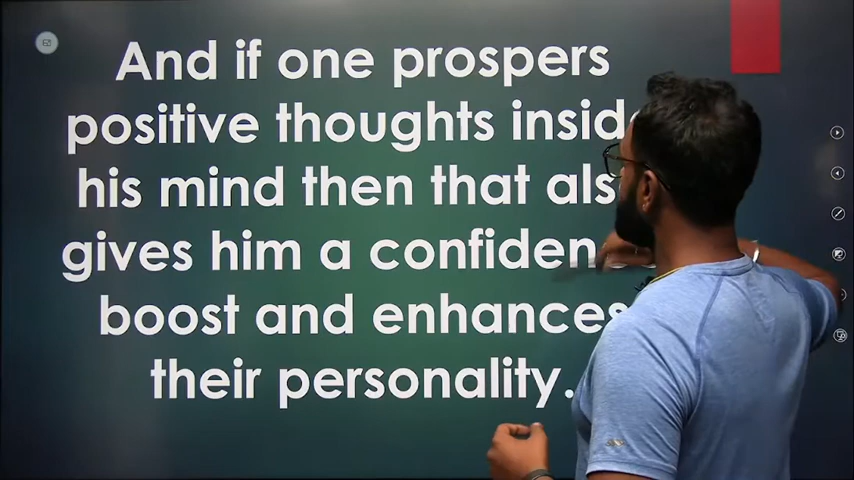 And if one prospers
positive thoughts insid
his mind then that als
gives him a confiden
boost and enhances
their personality.